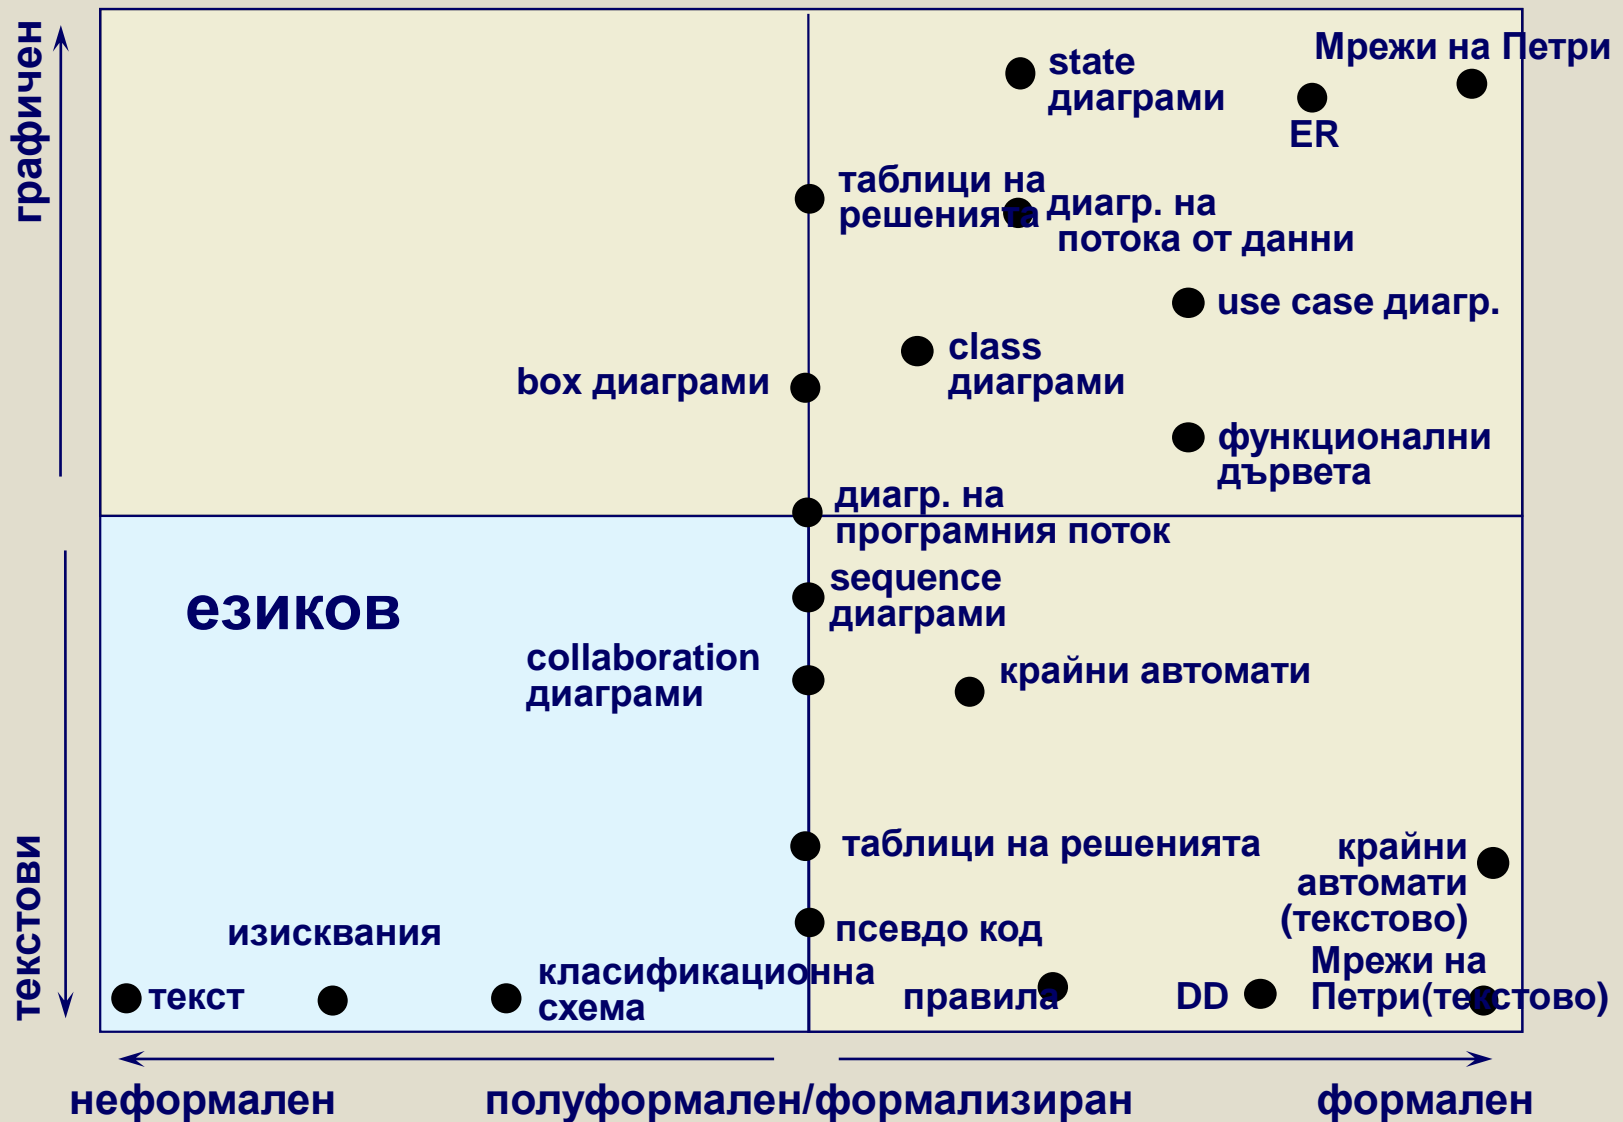 графичен
state
диаграми
Мрежи на Петри
ER
таблици на
решенията
диагр. на
потока от данни
use case диагр.
class
диаграми
box диаграми
функционални
дървета
диагр. на
програмния поток
sequence
диаграми
езиков
collaboration
диаграми
крайни автомати
текстови
таблици на решенията
крайни
автомати
(текстово)
псевдо код
изисквания
текст
класификационна
схема
правила
DD
Мрежи на
Петри(текстово)
неформален
полуформален/формализиран
формален